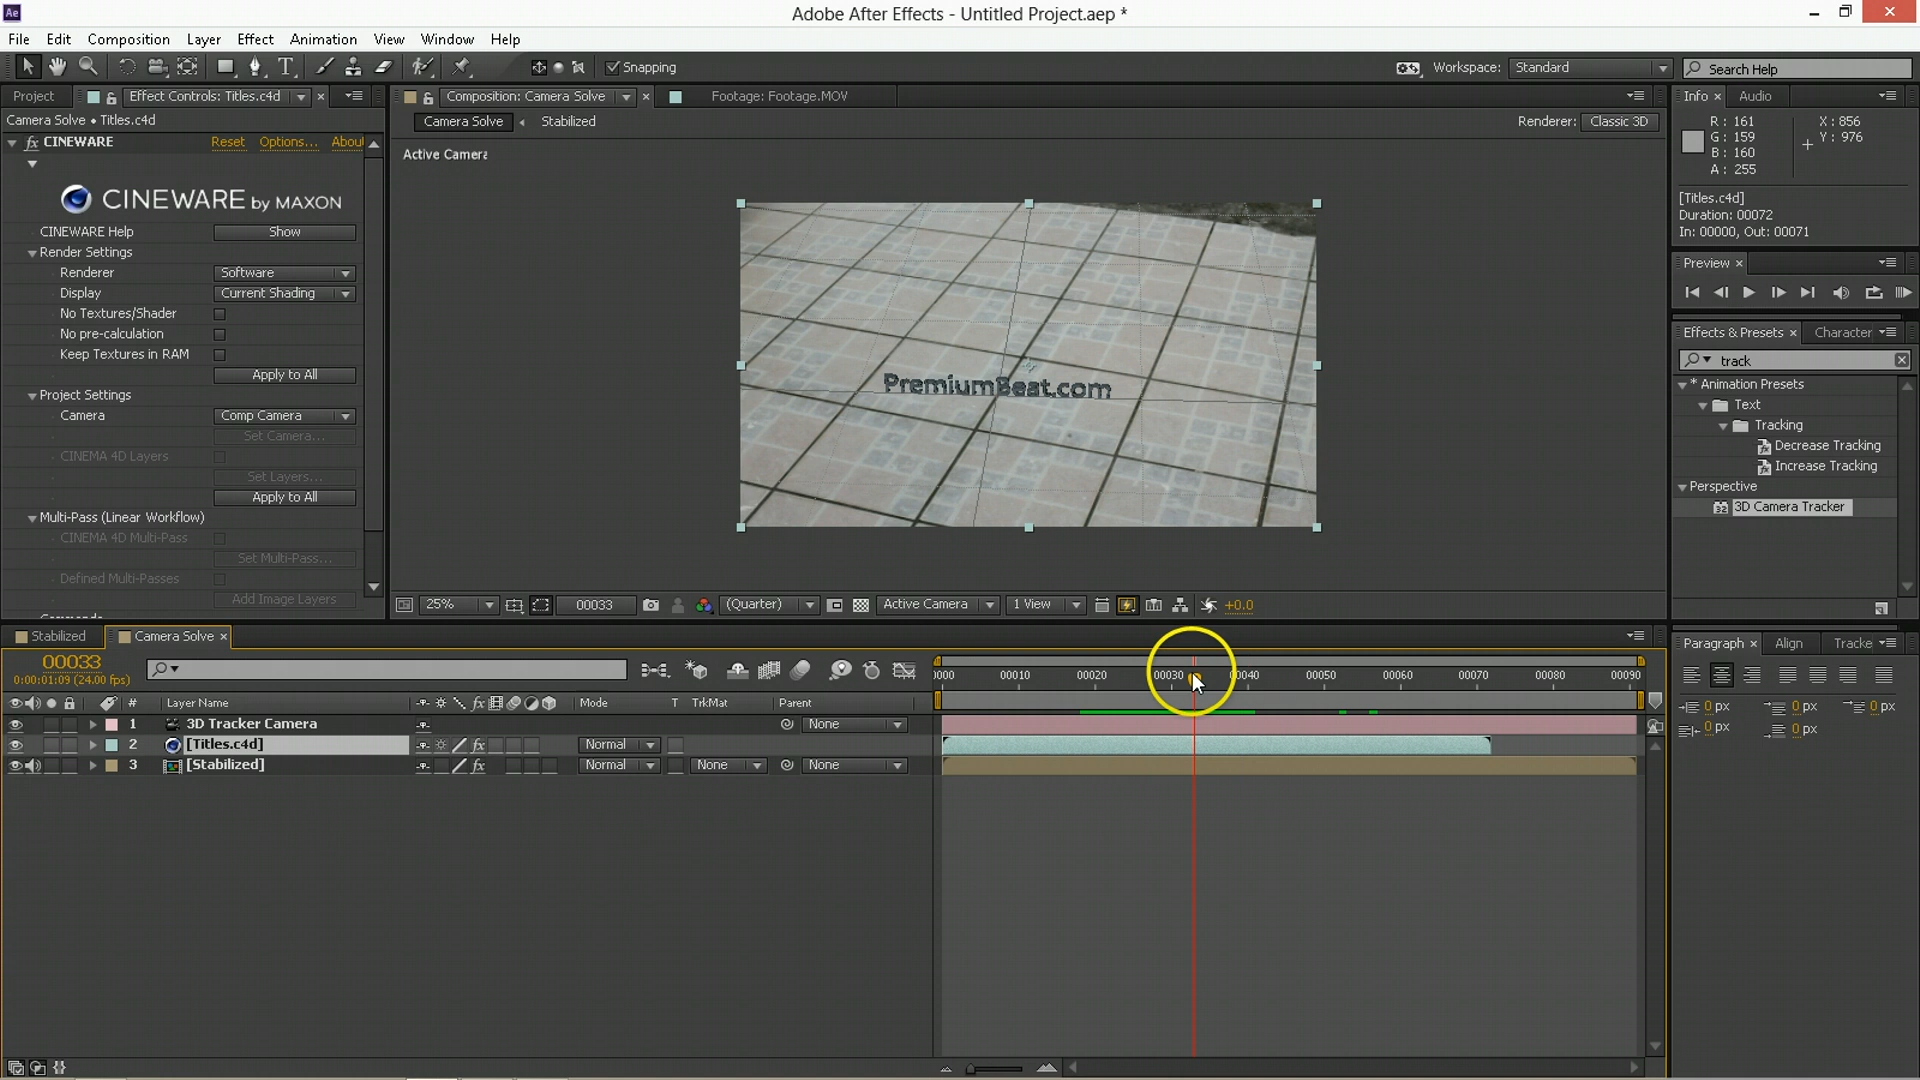 Ae
Adobe After Effects - Untitled Project.aep *
File Edit Composition Layer Effect Animation View Window Help
T Snapping Workspace: Standard Search Help
Project Effect Controls: Titles.c4d
Camera Solve • Titles.c4d
fx CINEWARE Reset Options... Abou
CINEWARE by MAXON
CINEWARE Help Show
Render Settings
Renderer Software
Display Current Shading
No Textures/Shader
No pre-calculation
Keep Textures in RAM
Apply to All
Project Settings
Camera Comp Camera
Set Camera...
CINEMA 4D Layers
Set Layers...
Apply to All
Multi-Pass (Linear Workflow)
CINEMA 4D Multi-Pass
Set Multi-Pass...
Defined Multi-Passes
Add Image Layers
Composition: Camera Solve Footage: Footage.MOV
Camera Solve Stabilized Renderer: Classic 3D
Active Camera
PremiumBeat.com
25% 00033 (Quarter) Active Camera 1 View +0.0
Info Audio
R : 161 X : 856
G : 159 Y : 976
B : 160
A : 255
[Titles.c4d]
Duration: 00072
In: 00000, Out: 00071
Preview
Effects & Presets Character
track
* Animation Presets
Text
Tracking
Decrease Tracking
Increase Tracking
Perspective
3D Camera Tracker
Stabilized Camera Solve
00033
0:00:01:09 (24.00 fps)
0000 00010 00020 00030 00040 00050 00060 00070 00080 00090
# Layer Name fx Mode T TrkMat Parent
1 3D Tracker Camera None
2 [Titles.c4d] fx Normal
3 [Stabilized] fx Normal None None
Paragraph Align Tracke
0 px 0 px 0 px
0 px 0 px